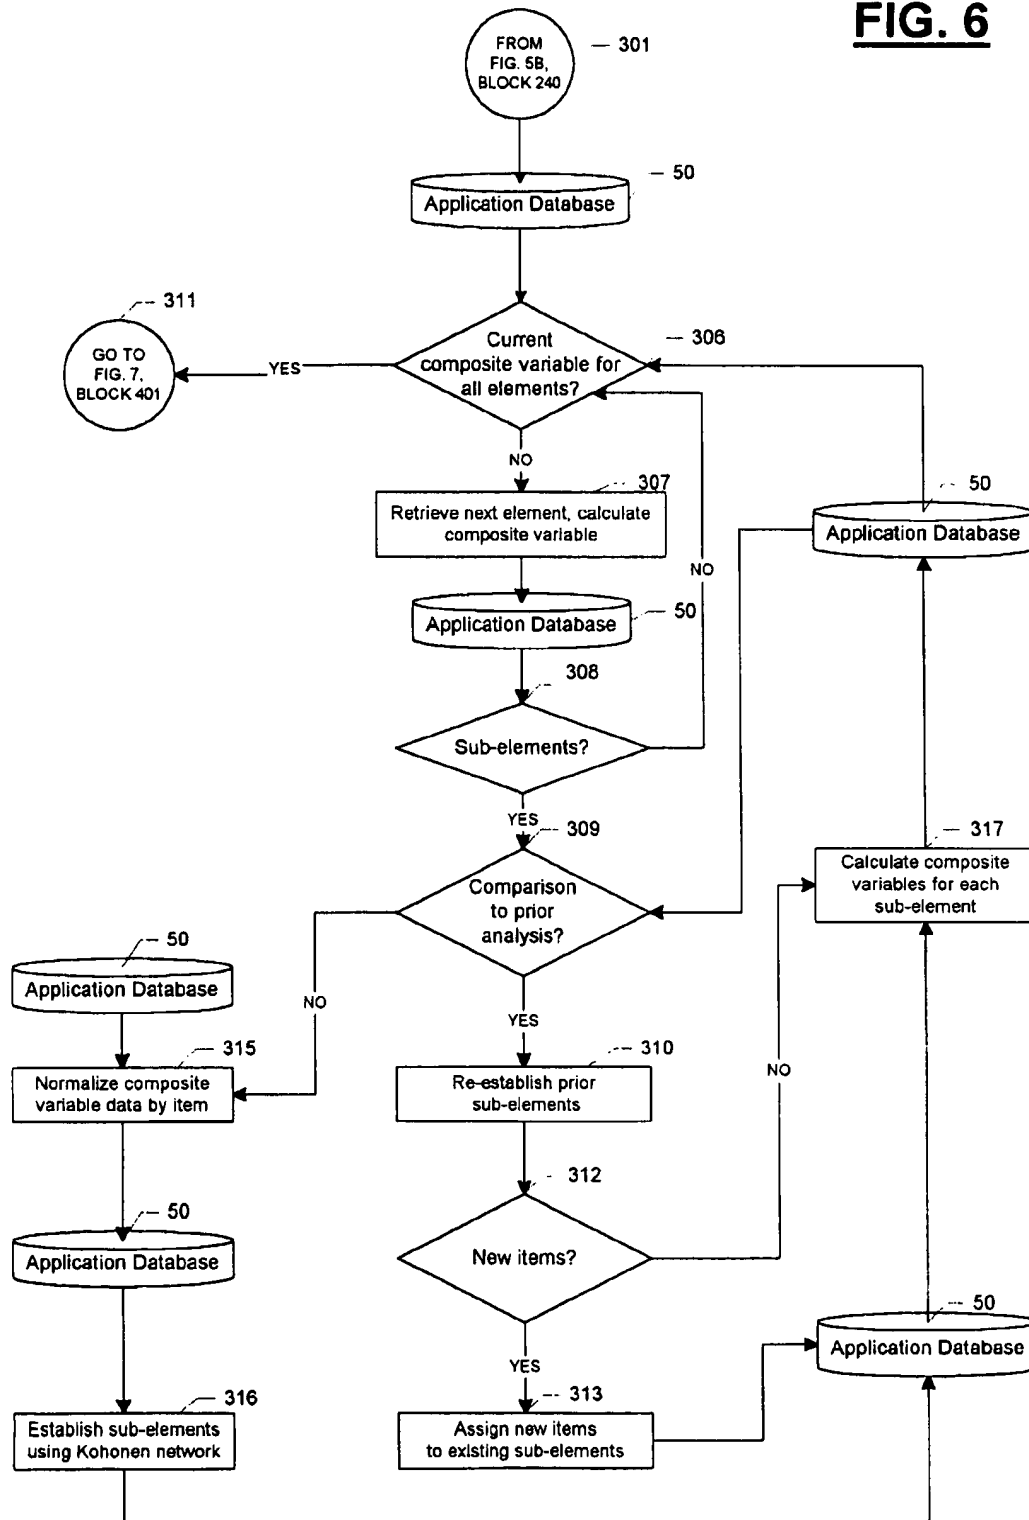 FIG. 6
FROM
FIG. 5B,
BLOCK 240
301
50
Application Database
311
GO TO
FIG. 7,
BLOCK 401
YES
Current
composite variable for
all elements?
306
NO
307
Retrieve next element, calculate
composite variable
50
Application Database
NO
50
Application Database
308
Sub-elements?
YES
309
Comparison
to prior
analysis?
317
Calculate composite
variables for each
sub-element
50
Application Database
NO
YES
315
Normalize composite
variable data by item
310
Re-establish prior
sub-elements
NO
312
New items?
50
Application Database
50
Application Database
YES
316
Establish sub-elements
using Kohonen network
313
Assign new items
to existing sub-elements